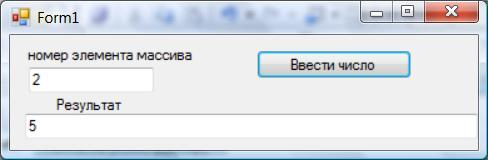 Form1
номер элемента массива
Ввести число
2
Результат
5